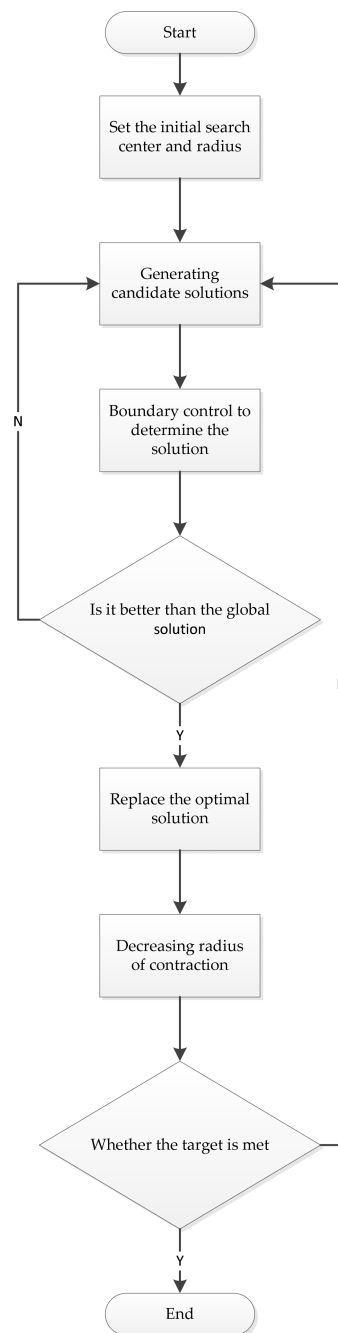 Start
Set the initial search
center and radius
Generating
candidate solutions
N
Boundary control to
determine the
solution
Is it better than the global
solution
Y
Replace the optimal
solution
Decreasing radius
of contraction
Whether the target is met
Y
End